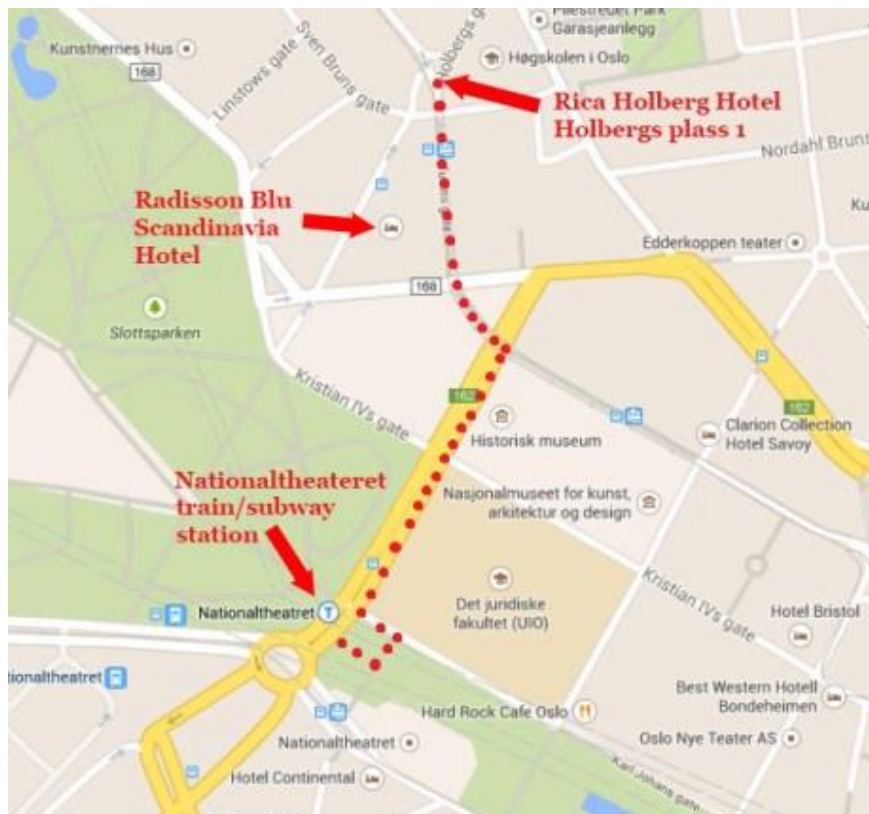 Pilestredet Park
Garasjeanlegg
Holbergs ga
Kunstnernes Hus
Høgskolen i Oslo
Sven Bruns gate
168
Linstows gate
Rica Holberg Hotel
Holbergs plass 1
Nordahl Bruns
Radisson Blu
Scandinavia
Hotel
Ku
Edderkoppen teater
168
Slottsparken
Kristian IVs gate
162
162
Historisk museum
Clarion Collection
Hotel Savoy
Nationaltheateret
train/subway
station
Nasjonalmuseet for kunst,
arkitektur og design
Kristian IVs gate
Nationaltheatret
T
Det juridiske
fakultet (UIO)
Hotel Bristol
ionaltheatret
Best Western Hotell
Bondeheimen
Hard Rock Cafe Oslo
Nationaltheatret
Oslo Nye Teater AS
Karl Johans gate
Hotel Continental